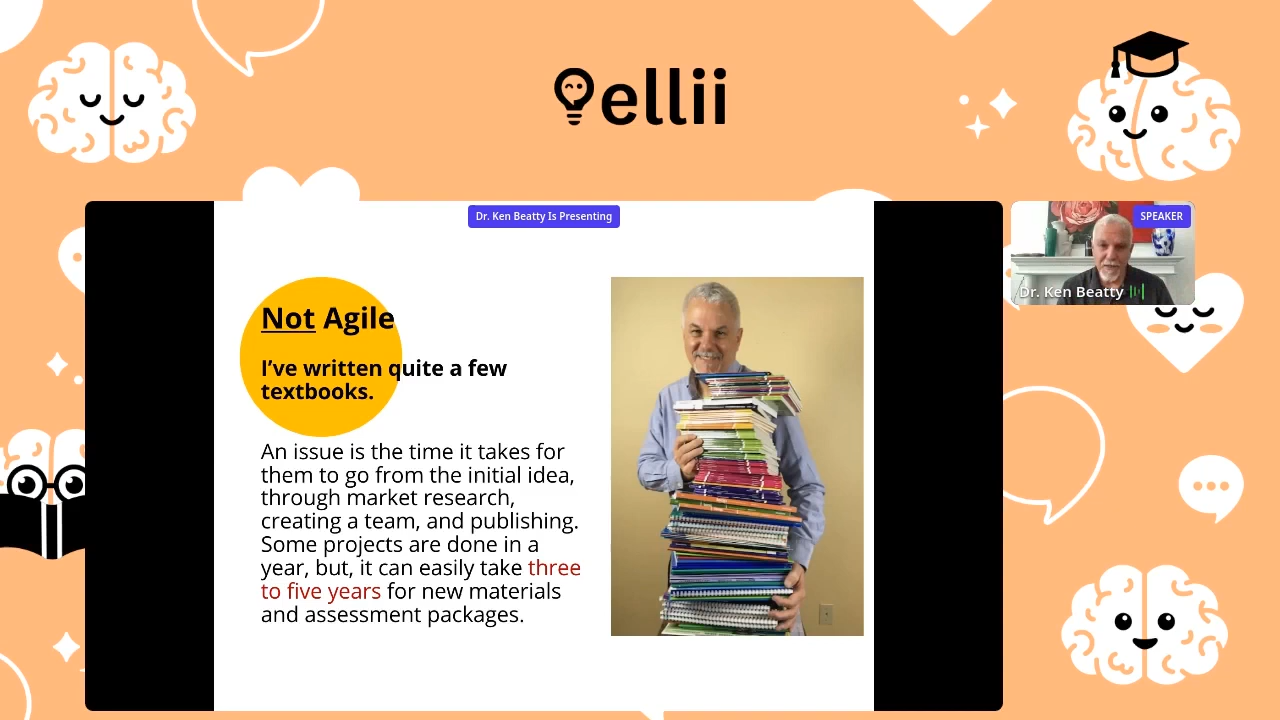 ellii
Dr. Ken Beatty Is Presenting
SPEAKER
Dr. Ken Beatty
Not Agile
I’ve written quite a few
textbooks.
An issue is the time it takes for
them to go from the initial idea,
through market research,
creating a team, and publishing.
Some projects are done in a
year, but, it can easily take three
to five years for new materials
and assessment packages.